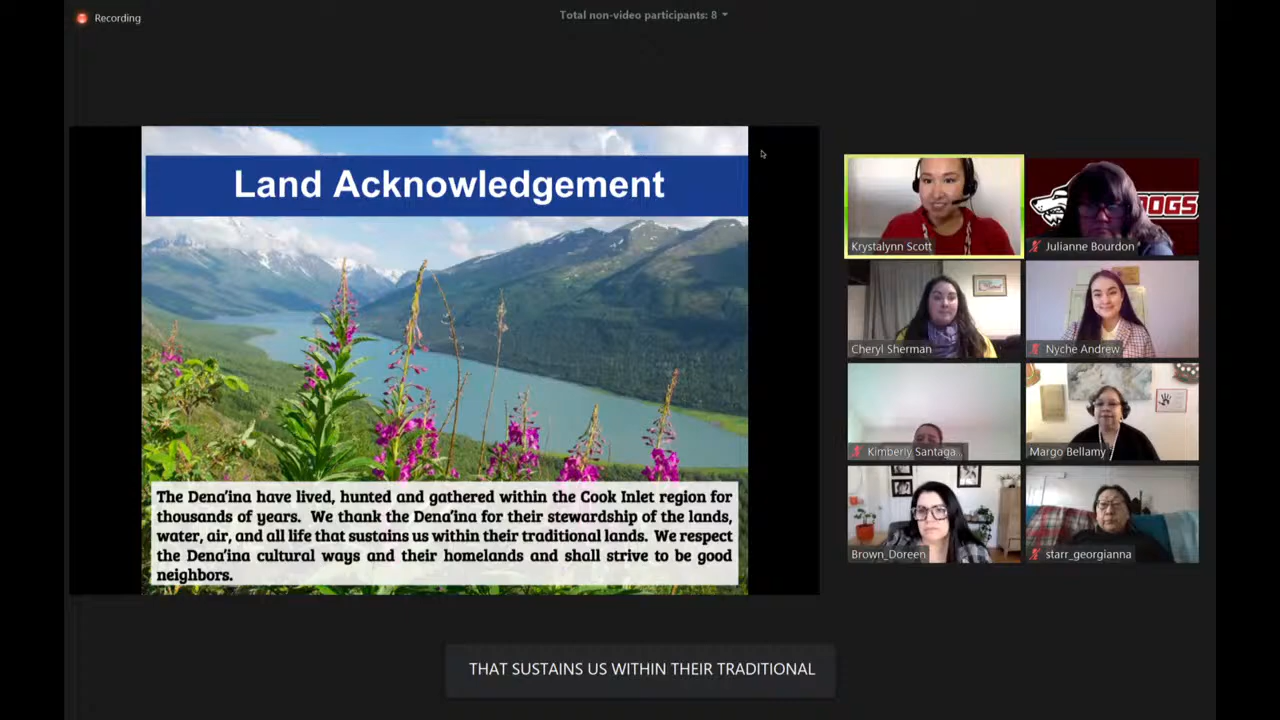 Recording
Total non-video participants: 8
Land Acknowledgement
The Dena'ina have lived, hunted and gathered within the Cook Inlet region for
thousands of years. We thank the Dena'ina for their stewardship of the lands,
water, air, and all life that sustains us within their traditional lands. We respect
the Dena'ina cultural ways and their homelands and shall strive to be good
neighbors.
Krystalynn Scott
OGS
Julianne Bourdon
Cheryl Sherman
Nyche Andrew
Kimberly Santaga...
Margo Bellamy
Brown_Doreen
starr_georgianna
THAT SUSTAINS US WITHIN THEIR TRADITIONAL